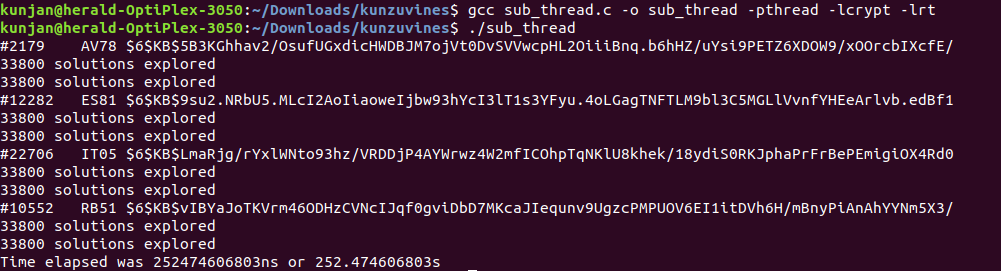 kunjan@herald-OptiPlex-3050:~/Downloads/kunzuvines$ gcc sub_thread.c -o sub_thread -pthread -lcrypt -lrt
kunjan@herald-OptiPlex-3050:~/Downloads/kunzuvines$ ./sub_thread
#2179   AV78 $6$KB$5B3KGhhav2/OsufUGxdicHWDBJM7ojVt0DvSVVwcpHL2OiiiBnq.b6hHZ/uYsi9PETZ6XDOW9/xOOrcbIXcfE/
33800 solutions explored
33800 solutions explored
#12282   ES81 $6$KB$9su2.NRbU5.MLcI2AoIiaoweIjbw93hYcI3lT1s3YFyu.4oLGagTNFTLM9bl3C5MGLlVvnfYHEeArlvb.edBf1
33800 solutions explored
33800 solutions explored
#22706   IT05 $6$KB$LmaRjg/rYxlWNto93hz/VRDDjP4AYWrwz4W2mfICOhpTqNKlU8khek/18ydiS0RKJphaPrFrBePEmigiOX4Rd0
33800 solutions explored
33800 solutions explored
#10552   RB51 $6$KB$vIBYaJoTKVrm46ODHzCVNcIJqf0gviDbD7MKcaJIequnv9UgzcPMPUOV6EI1itDVh6H/mBnyPiAnAhYYNm5X3/
33800 solutions explored
33800 solutions explored
Time elapsed was 252474606803ns or 252.474606803s